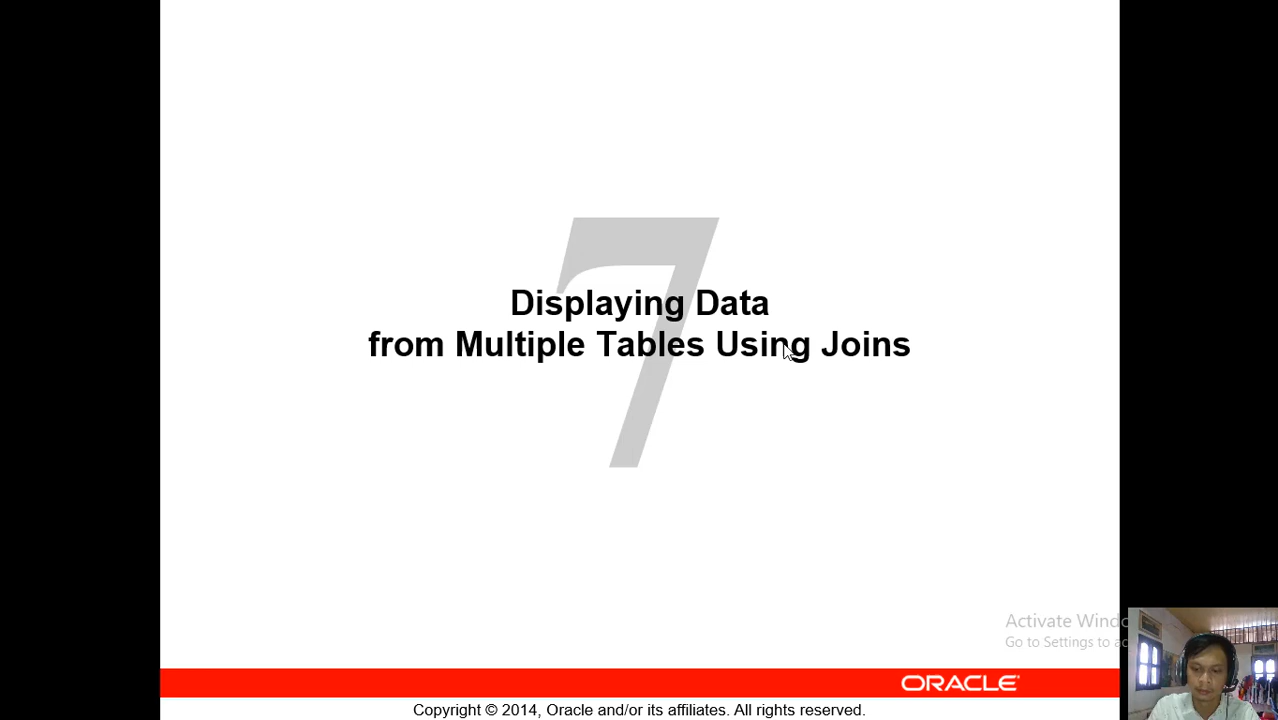 7
Displaying Data
from Multiple Tables Using Joins
Activate Windo
Go to Settings to ac
ORACLE
Copyright © 2014, Oracle and/or its affiliates. All rights reserved.